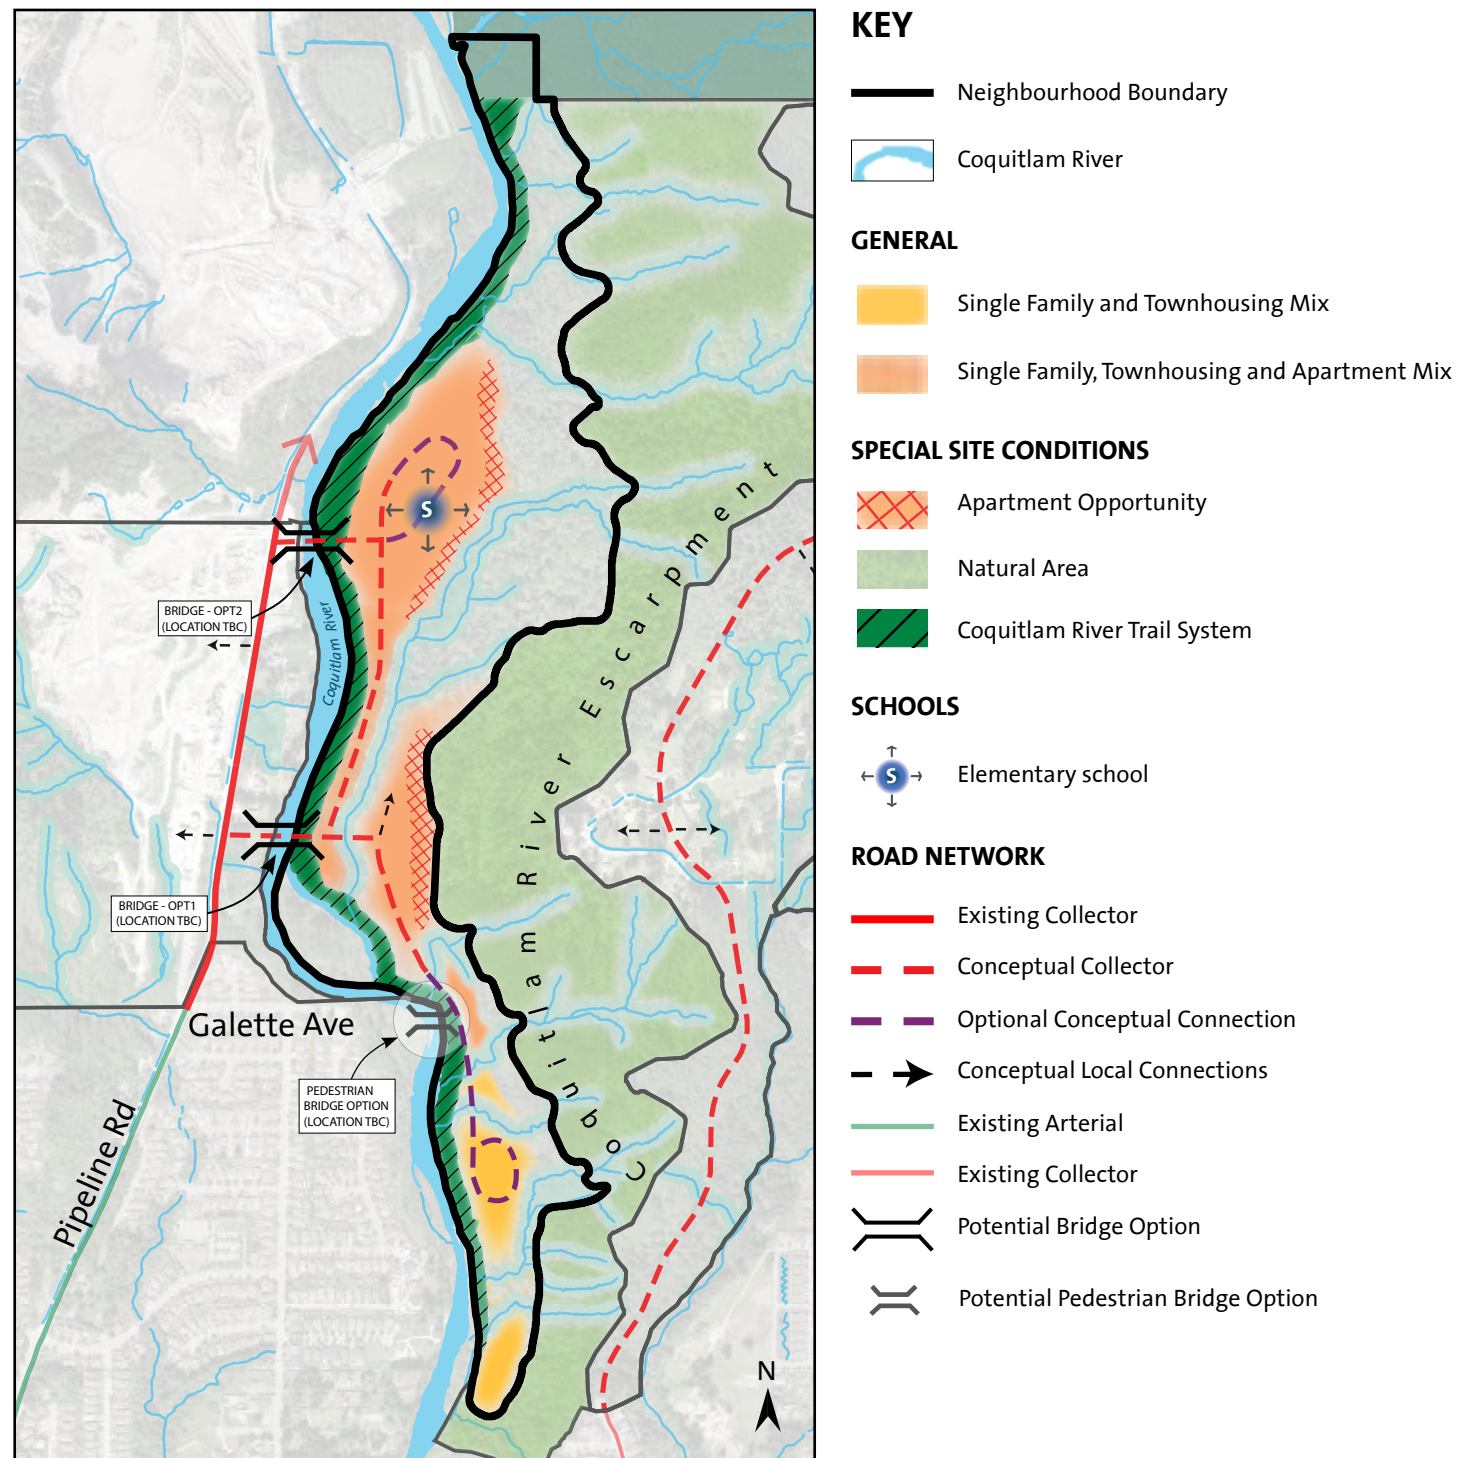 BRIDGE - OPT2
(LOCATION TBC)
Coquitlam River
S
BRIDGE - OPT1
(LOCATION TBC)
Galette Ave
PEDESTRIAN
BRIDGE OPTION
(LOCATION TBC)
Pipeline Rd
Coquitlam River Escarpment
N
KEY
Neighbourhood Boundary
Coquitlam River
GENERAL
Single Family and Townhousing Mix
Single Family, Townhousing and Apartment Mix
SPECIAL SITE CONDITIONS
Apartment Opportunity
Natural Area
Coquitlam River Trail System
SCHOOLS
S
Elementary school
ROAD NETWORK
Existing Collector
Conceptual Collector
Optional Conceptual Connection
Conceptual Local Connections
Existing Arterial
Existing Collector
Potential Bridge Option
Potential Pedestrian Bridge Option